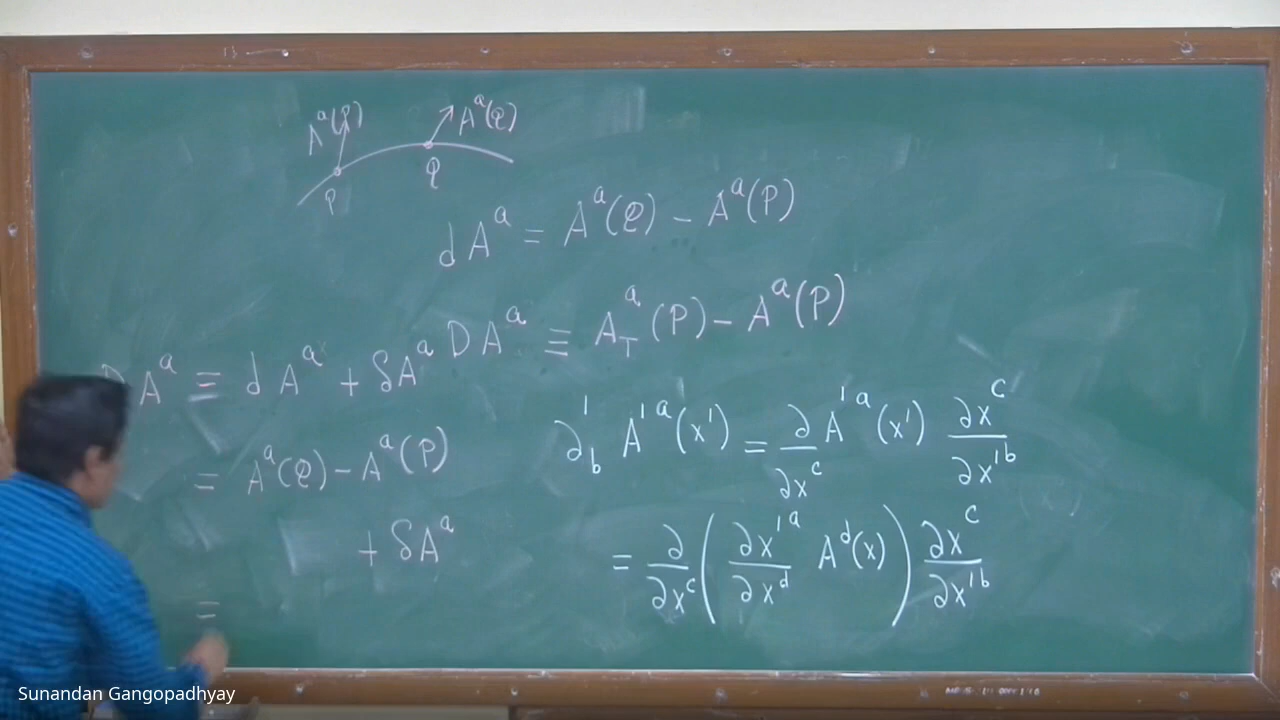 A^a(P) A^a(Q)
P Q
dA^a = A^a(Q) - A^a(P)
DA^a ≡ A_T^a(P) - A^a(P)
DA^a ≡ dA^a + δA^a
= A^a(Q) - A^a(P)
+ δA^a
=
∂'_b A'^a(x') = ∂/∂x^c A'^a(x') ∂x^c/∂x'^b
= ∂/∂x^c (∂x'^a/∂x^d A^d(x)) ∂x^c/∂x'^b
Sunandan Gangopadhyay